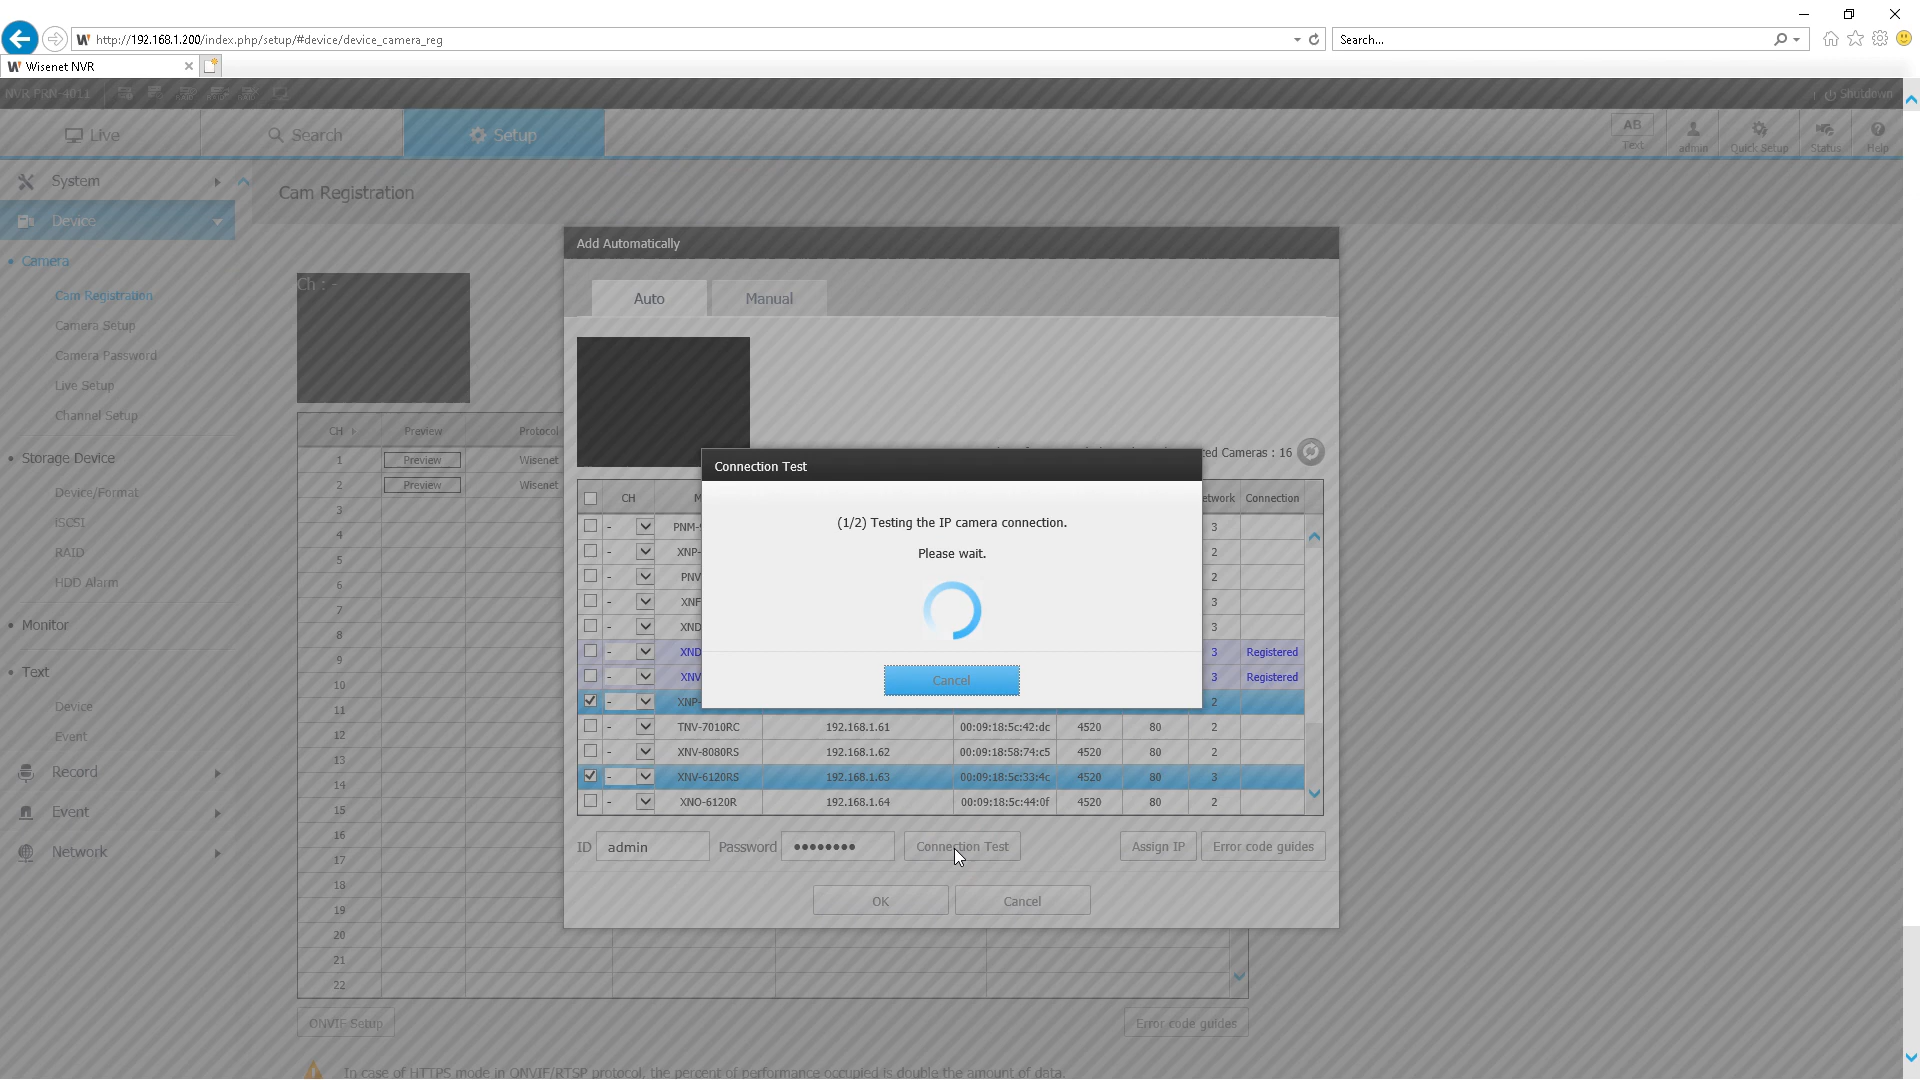 http://192.168.1.200/index.php/setup/#device/device_camera_reg
Search...
Wisenet NVR
NVR PRN-4011
Shutdown
Live
Search
Setup
AB
Text
admin
Quick Setup
Status
Help
System
Device
Camera
Cam Registration
Camera Setup
Camera Password
Live Setup
Channel Setup
Storage Device
Device/Format
iSCSI
RAID
HDD Alarm
Monitor
Text
Device
Event
Record
Event
Network
Cam Registration
Ch : -
CH Preview Protocol
1 Preview Wisenet
2 Preview Wisenet
3
4
5
6
7
8
9
10
11
12
13
14
15
16
17
18
19
20
21
22
ONVIF Setup
Error code guides
In case of HTTPS mode in ONVIF/RTSP protocol, the percent of performance occupied is double the amount of data.
Add Automatically
Auto
Manual
ted Cameras : 16
CH M etwork Connection
- PNM- 3
- XNP- 2
- PNV 2
- XNF 3
- XND 3
- XND 3 Registered
- XNV 3 Registered
- XNP- 2
- TNV-7010RC 192.168.1.61 00:09:18:5c:42:dc 4520 80 2
- XNV-8080RS 192.168.1.62 00:09:18:58:74:c5 4520 80 2
- XNV-6120RS 192.168.1.63 00:09:18:5c:33:4c 4520 80 3
- XNO-6120R 192.168.1.64 00:09:18:5c:44:0f 4520 80 2
ID admin Password •••••••• Connection Test Assign IP Error code guides
OK Cancel
Connection Test
(1/2) Testing the IP camera connection.
Please wait.
Cancel